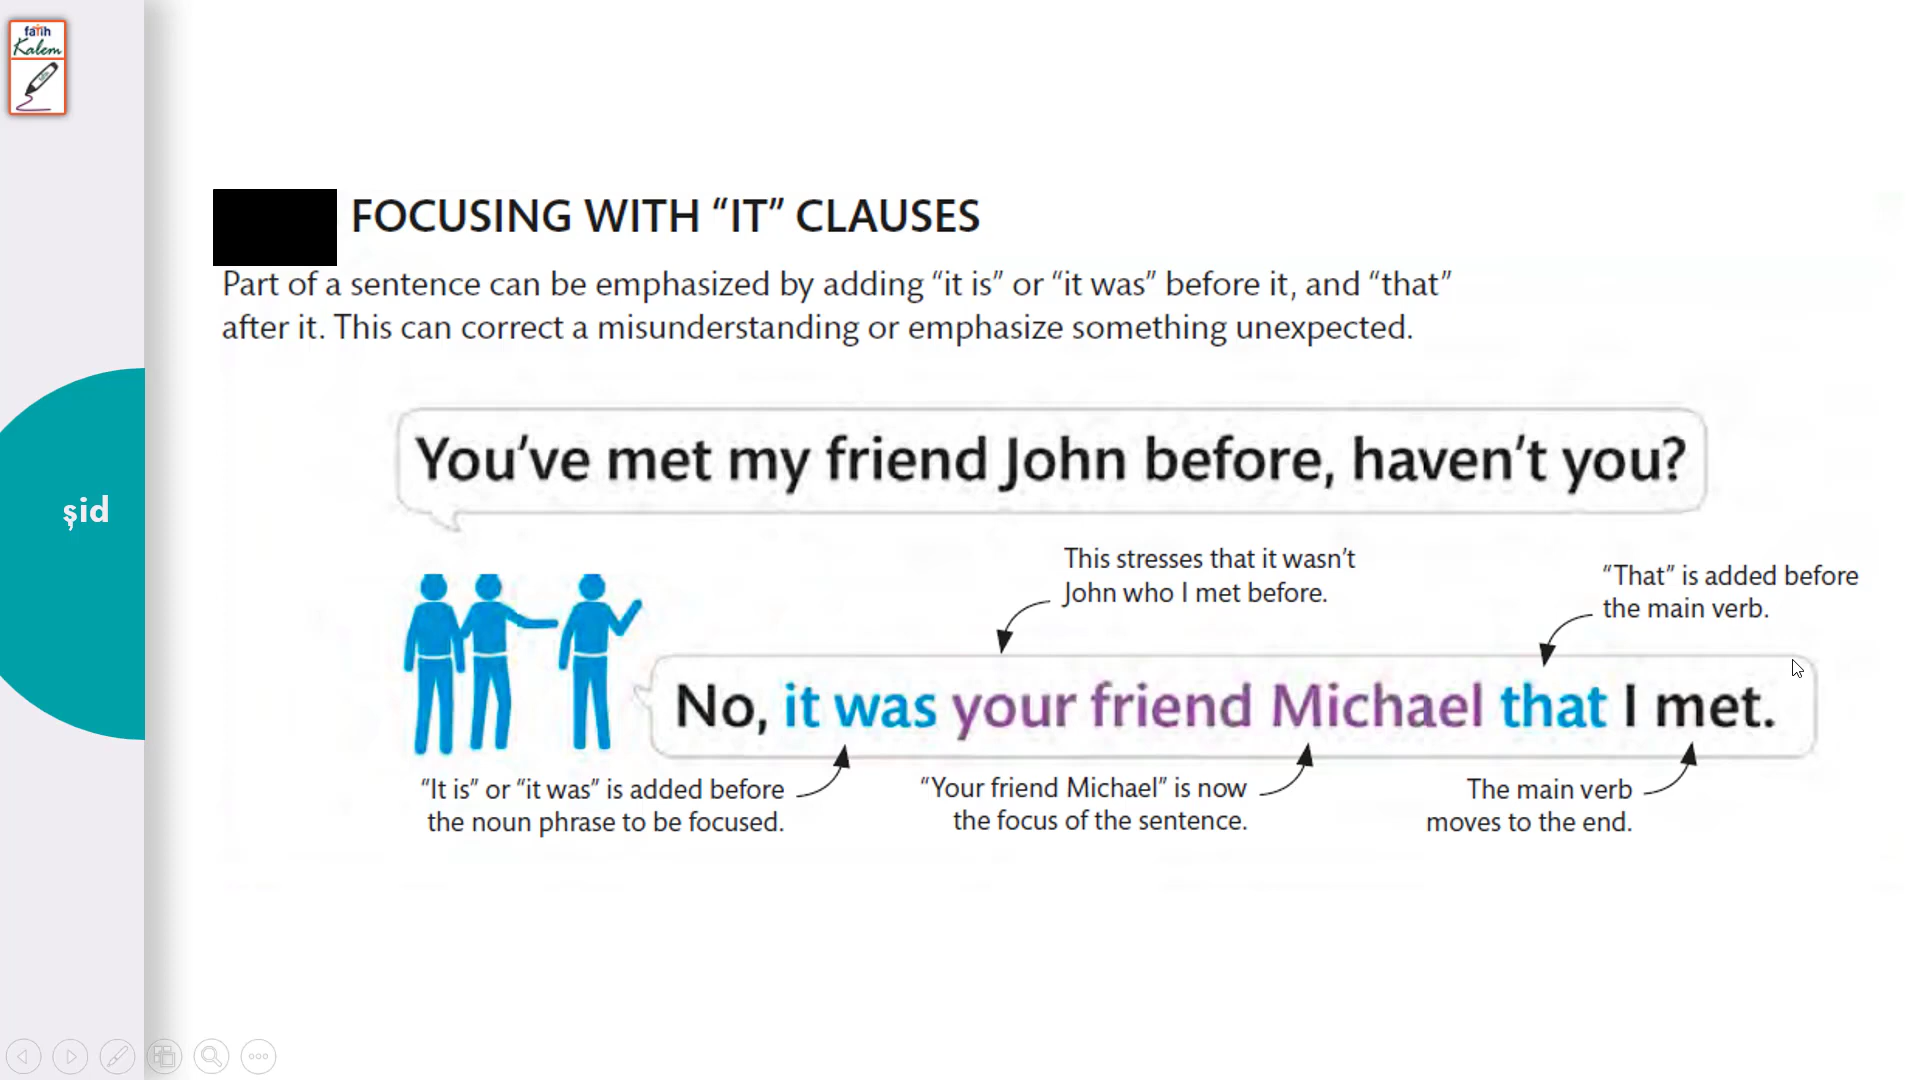 fatih
Kalem
FOCUSING WITH “IT” CLAUSES
Part of a sentence can be emphasized by adding “it is” or “it was” before it, and “that”
after it. This can correct a misunderstanding or emphasize something unexpected.
You’ve met my friend John before, haven’t you?
This stresses that it wasn’t
John who I met before.
“That” is added before
the main verb.
No, it was your friend Michael that I met.
“It is” or “it was” is added before
the noun phrase to be focused.
“Your friend Michael” is now
the focus of the sentence.
The main verb
moves to the end.
şid